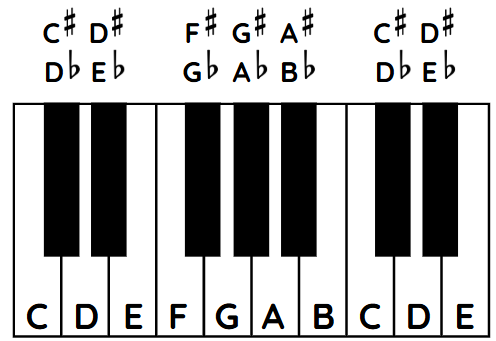 C♯ D♯ F♯ G♯ A♯ C♯ D♯
D♭ E♭ G♭ A♭ B♭ D♭ E♭
C D E F G A B C D E